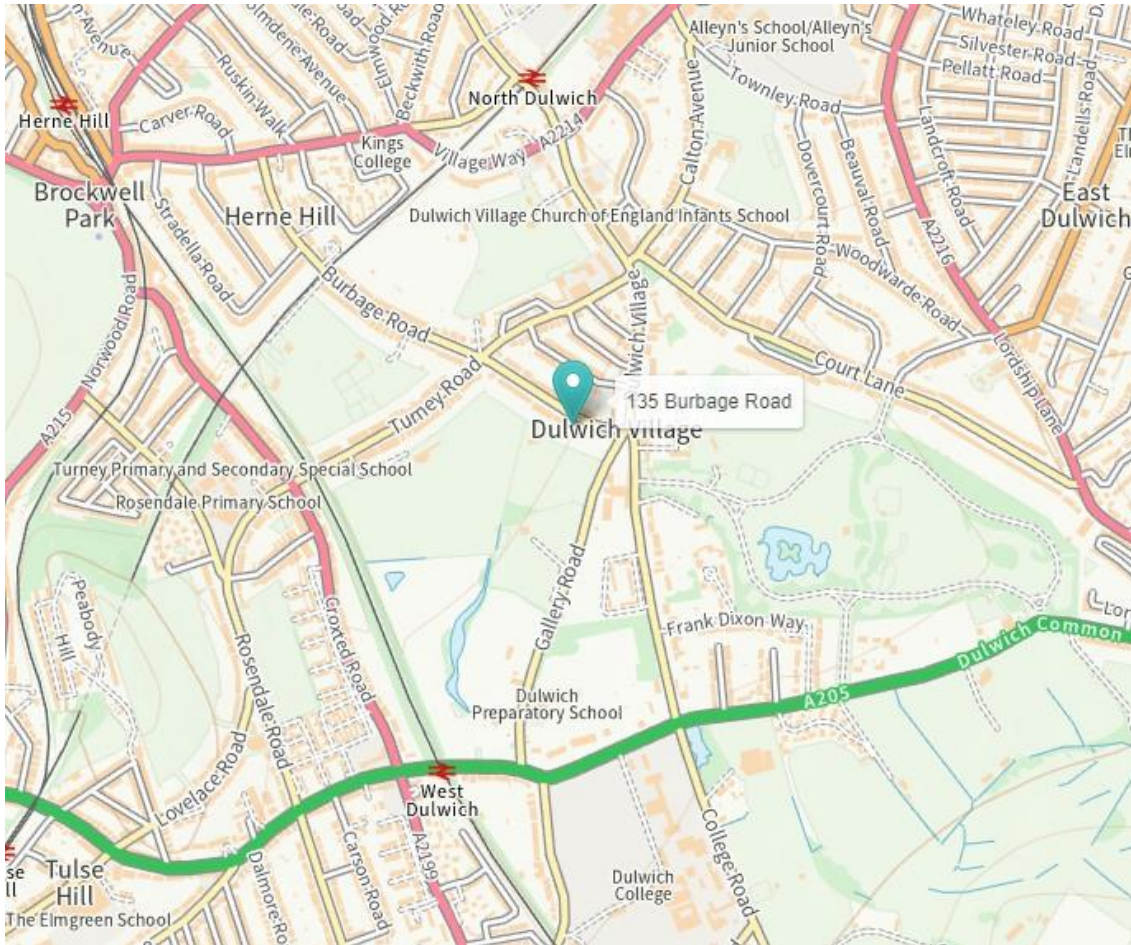 Alleyn's School/Alleyn's
Junior School
Whateley Road
Silvester Road
Pellatt Road
Elmwood Road
Beckwith Road
Ruskin Walk
North Dulwich
Townley Road
Herne Hill
Carver Road
Kings
College
Village Way
A2214
Calton Avenue
Landcroft Road
Landells Road
Dovercourt Road
Beauval Road
Brockwell
Park
Stradella Road
Herne Hill
Dulwich Village Church of England Infants School
East
Dulwich
A2216
Woodwarde Road
Burbage Road
Norwood Road
Dulwich Village
Lordship Lane
Court Lane
Turney Road
135 Burbage Road
A215
Dulwich Village
Turney Primary and Secondary Special School
Rosendale Primary School
Peabody
Hill
Gallery Road
Croxted Road
Rosendale Road
Frank Dixon Way
Dulwich Common
A205
Dulwich
Preparatory School
Lovelace Road
West
Dulwich
A2199
College Road
Carson Road
Tulse
Hill
Dulwich
College
The Elmgreen School